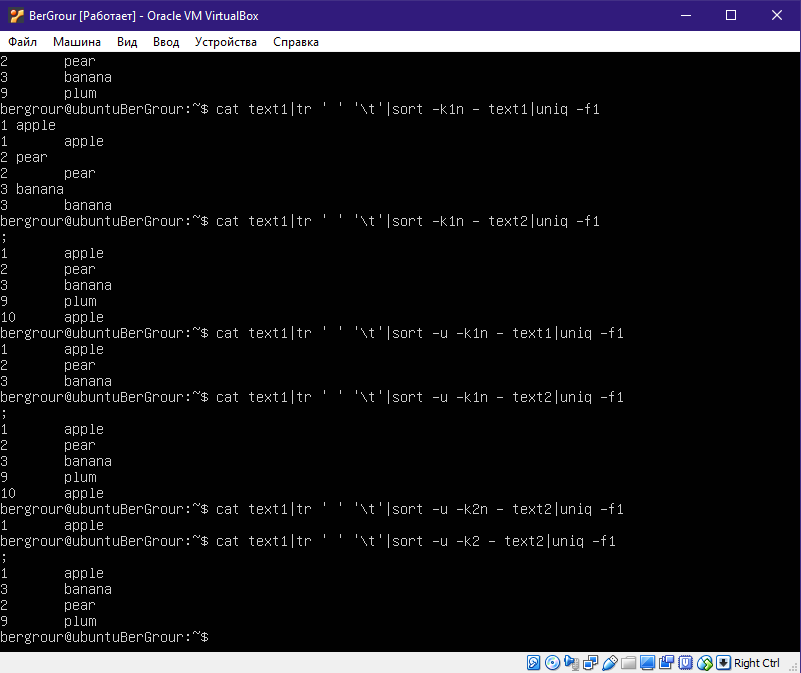 BerGrour [Работает] - Oracle VM VirtualBox
Файл Машина Вид Ввод Устройства Справка
2       pear
3       banana
9       plum
bergrour@ubuntuBerGrour:~$ cat text1|tr ' ' '\t'|sort -k1n - text1|uniq -f1
1 apple
1       apple
2 pear
2       pear
3 banana
3       banana
bergrour@ubuntuBerGrour:~$ cat text1|tr ' ' '\t'|sort -k1n - text2|uniq -f1
;
1       apple
2       pear
3       banana
9       plum
10      apple
bergrour@ubuntuBerGrour:~$ cat text1|tr ' ' '\t'|sort -u -k1n - text1|uniq -f1
1       apple
2       pear
3       banana
bergrour@ubuntuBerGrour:~$ cat text1|tr ' ' '\t'|sort -u -k1n - text2|uniq -f1
;
1       apple
2       pear
3       banana
9       plum
10      apple
bergrour@ubuntuBerGrour:~$ cat text1|tr ' ' '\t'|sort -u -k2n - text2|uniq -f1
1       apple
bergrour@ubuntuBerGrour:~$ cat text1|tr ' ' '\t'|sort -u -k2 - text2|uniq -f1
;
1       apple
3       banana
2       pear
9       plum
bergrour@ubuntuBerGrour:~$
Right Ctrl